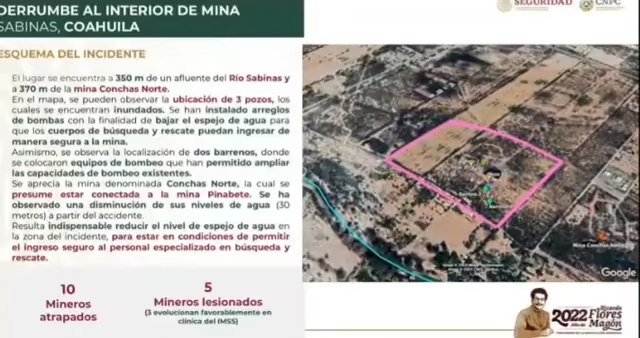 DERRUMBE AL INTERIOR DE MINA
SABINAS, COAHUILA
SEGURIDAD
CNPC
ESQUEMA DEL INCIDENTE
El lugar se encuentra a 350 m de un afluente del Río Sabinas y
a 370 m de la mina Conchas Norte.
En el mapa, se pueden observar la ubicación de 3 pozos, los
cuales se encuentran inundados. Se han instalado arreglos
de bombas con la finalidad de bajar el espejo de agua y para
que los cuerpos de búsqueda y rescate puedan ingresar de
manera segura a la mina.
Asimismo, se observa la localización de dos barrenos, donde
se colocaron equipos de bombeo que han permitido ampliar
las capacidades de bombeo existentes.
Se aprecia la mina denominada Conchas Norte, la cual se
presume estar conectada a la mina Pinabete. Se ha
observado una disminución de sus niveles de agua (30
metros) a partir del accidente.
Resulta indispensable reducir el nivel de espejo de agua en
la zona del incidente, para estar en condiciones de permitir
el ingreso seguro al personal especializado en búsqueda y
rescate.
10
Mineros
atrapados
5
Mineros lesionados
(3 evolucionan favorablemente en
clínica del IMSS)
Mina Conchas Norte
Google
2022 Ricardo
Flores
Año de Magón